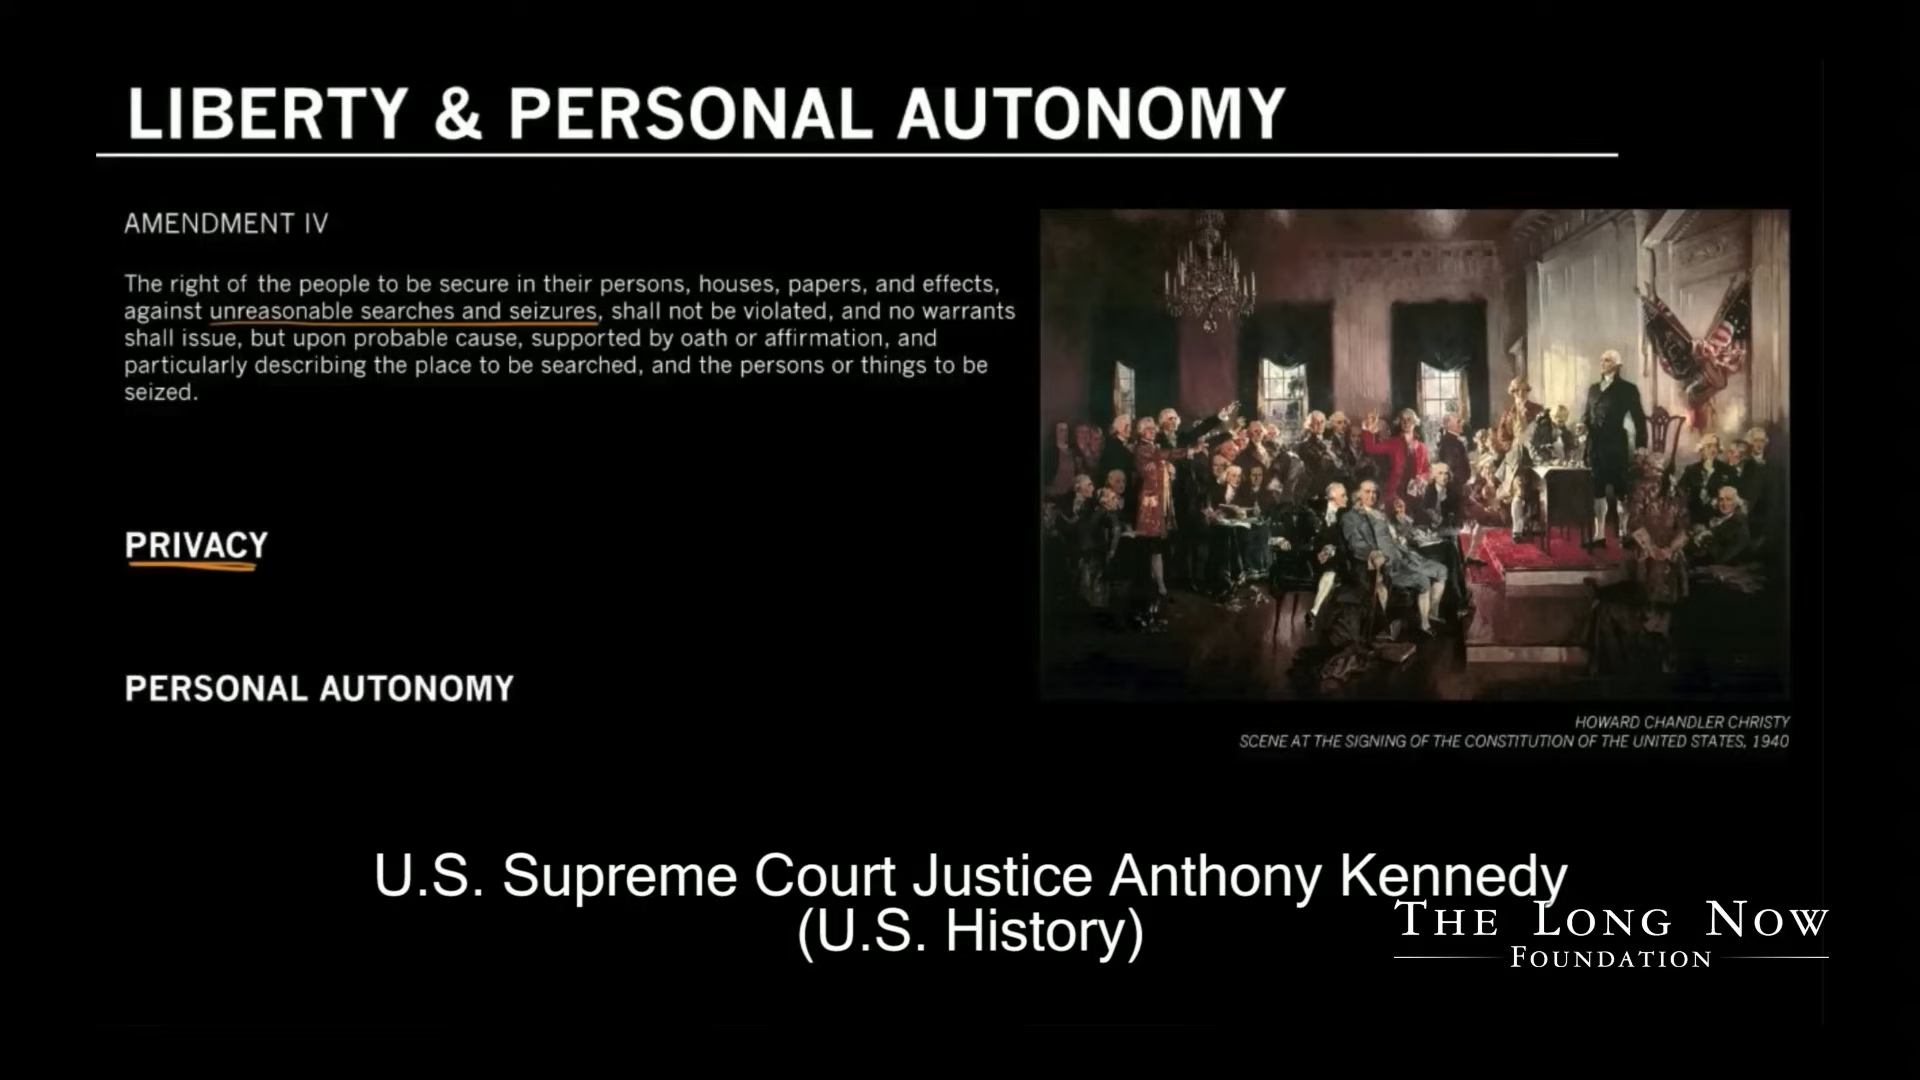 LIBERTY & PERSONAL AUTONOMY
AMENDMENT IV
The right of the people to be secure in their persons, houses, papers, and effects,
against unreasonable searches and seizures, shall not be violated, and no warrants
shall issue, but upon probable cause, supported by oath or affirmation, and
particularly describing the place to be searched, and the persons or things to be
seized.
PRIVACY
PERSONAL AUTONOMY
HOWARD CHANDLER CHRISTY
SCENE AT THE SIGNING OF THE CONSTITUTION OF THE UNITED STATES, 1940
U.S. Supreme Court Justice Anthony Kennedy
(U.S. History)
THE LONG NOW
FOUNDATION